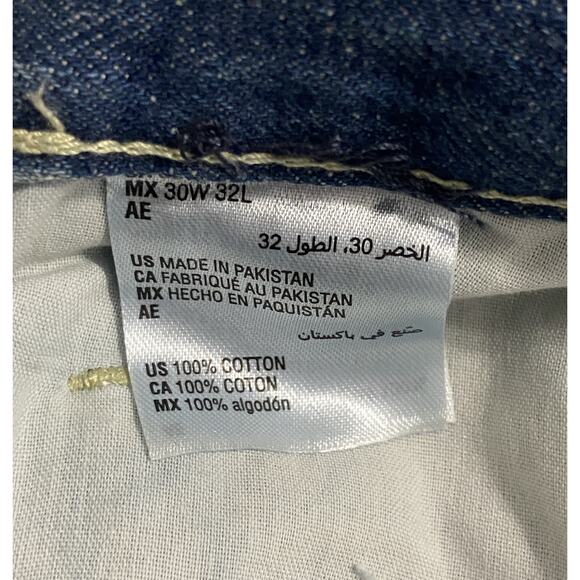 MX 30W 32L
AE
الخصر 30، الطول 32
US MADE IN PAKISTAN
CA FABRIQUÉ AU PAKISTAN
MX HECHO EN PAQUISTÁN
AE
صنع في باكستان
US 100% COTTON
CA 100% COTON
MX 100% algodón